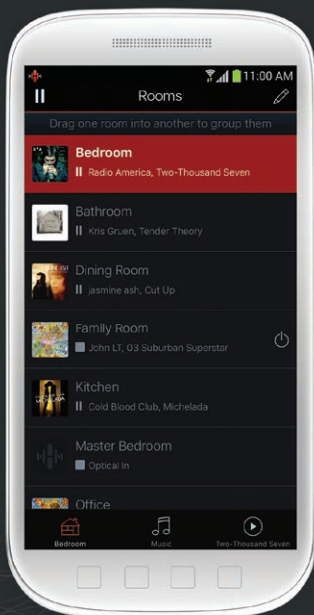 11:00 AM
Rooms
Drag one room into another to group them
Bedroom
Radio America, Two-Thousand Seven
Bathroom
Kris Gruen, Tender Theory
Dining Room
jasmine ash, Cut Up
Family Room
John LT, 03 Suburban Superstar
Kitchen
Cold Blood Club, Michelada
Master Bedroom
Optical In
Office
Bedroom
Music
Two-Thousand Seven